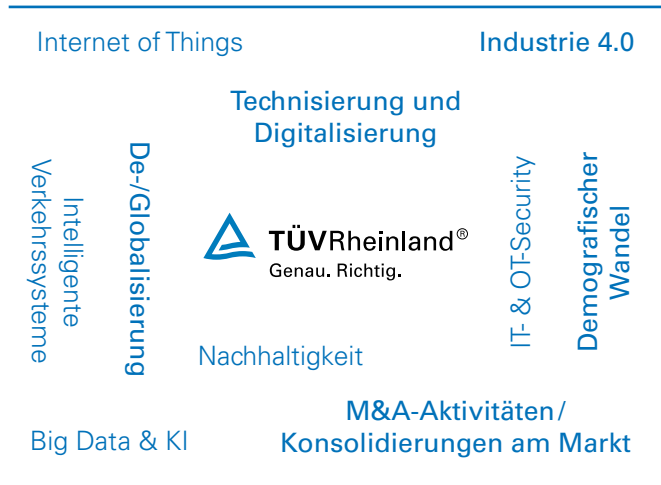 Internet of Things
Industrie 4.0
Technisierung und
Digitalisierung
Intelligente
Verkehrssysteme
De-/Globalisierung
TÜVRheinland®
Genau. Richtig.
IT- & OT-Security
Demografischer
Wandel
Nachhaltigkeit
Big Data & KI
M&A-Aktivitäten/
Konsolidierungen am Markt